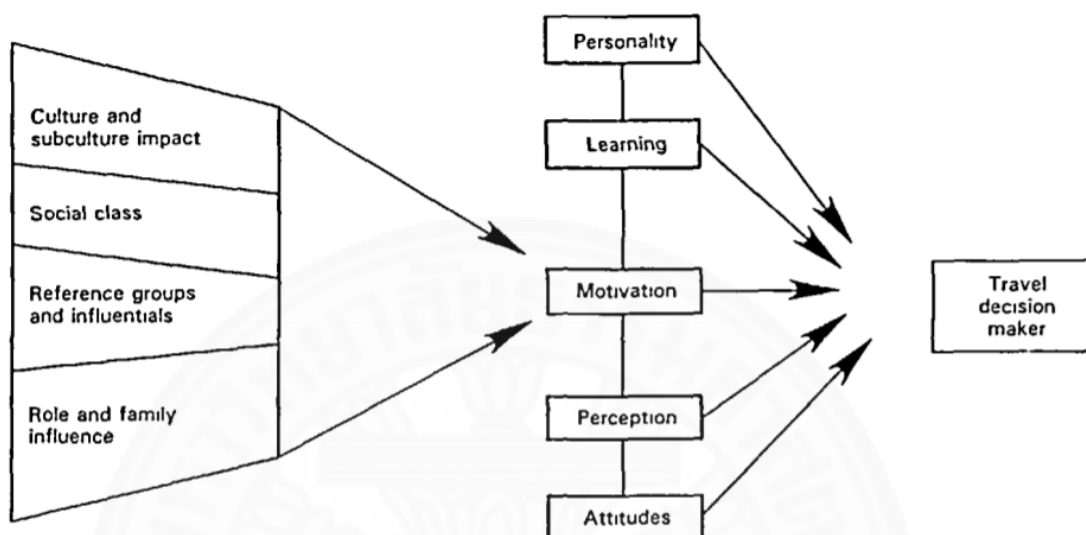 Culture and
subculture impact
Social class
Reference groups
and influentials
Role and family
influence
Personality
Learning
Motivation
Perception
Attitudes
Travel
decision
maker